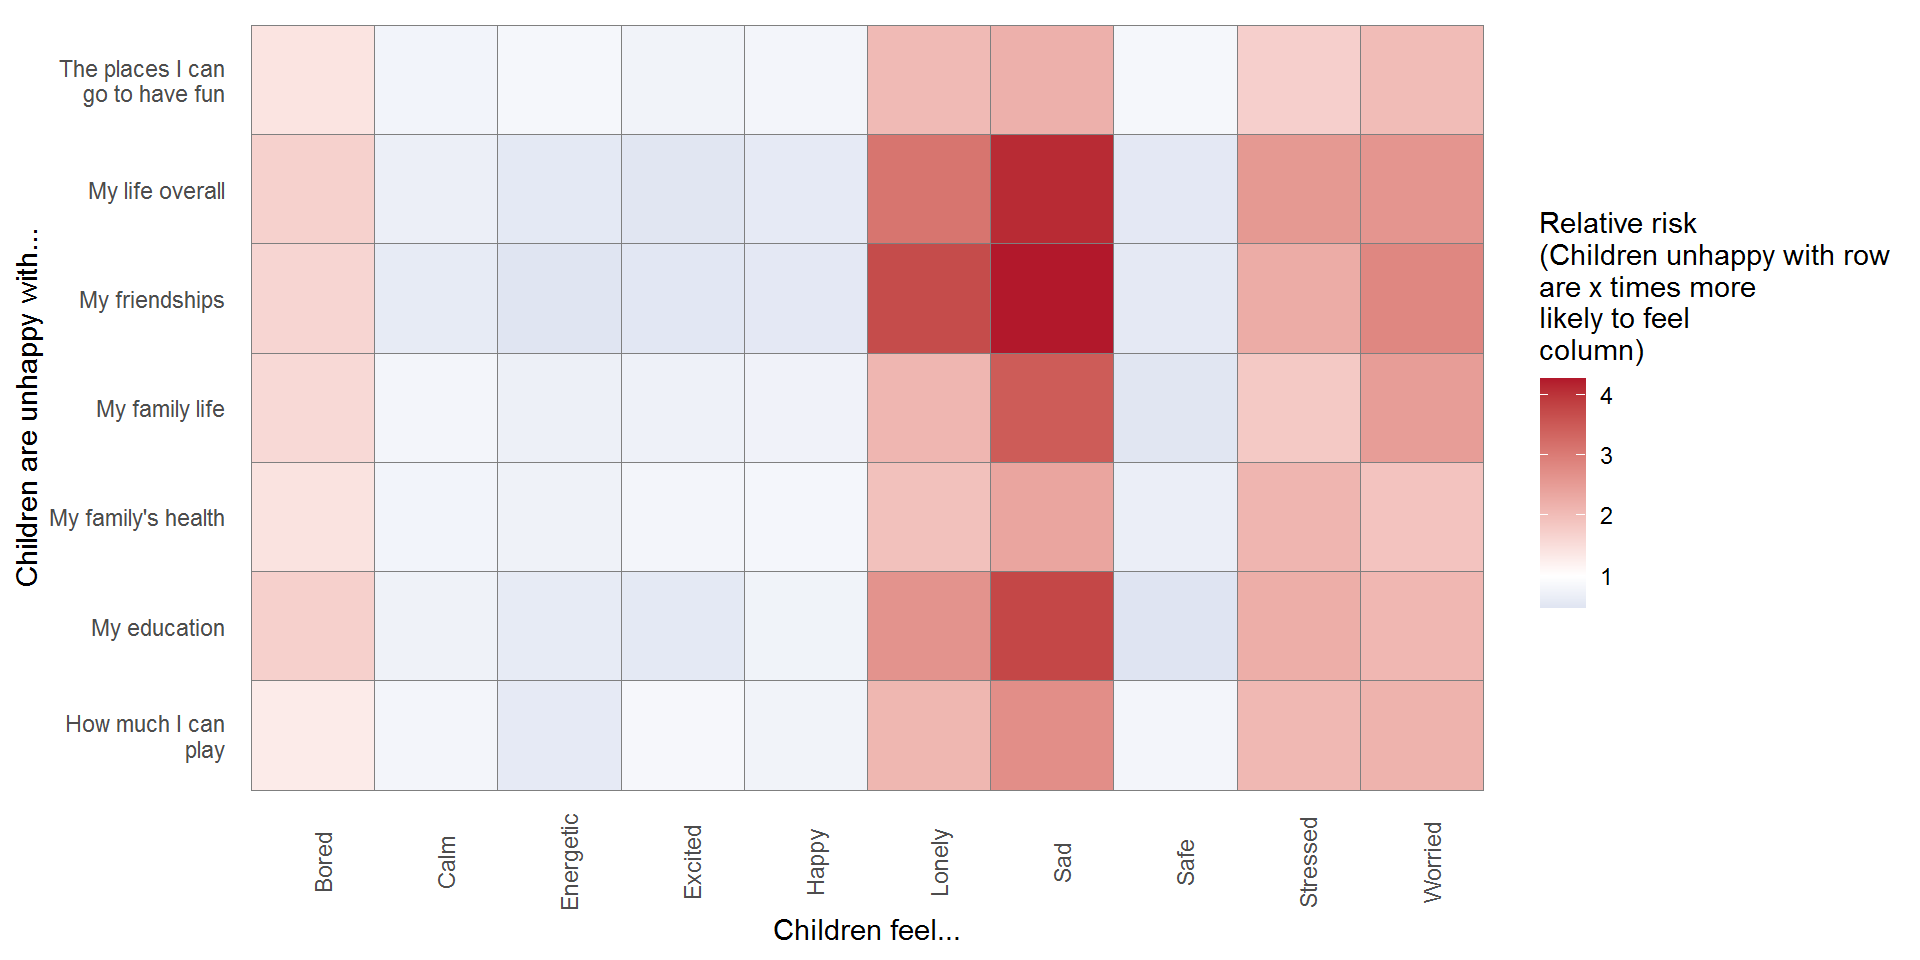 Children are unhappy with...
The places I can
go to have fun
My life overall
My friendships
My family life
My family's health
My education
How much I can
play
Bored
Calm
Energetic
Excited
Happy
Lonely
Sad
Safe
Stressed
Worried
Children feel...
Relative risk
(Children unhappy with row
are x times more
likely to feel
column)
4
3
2
1